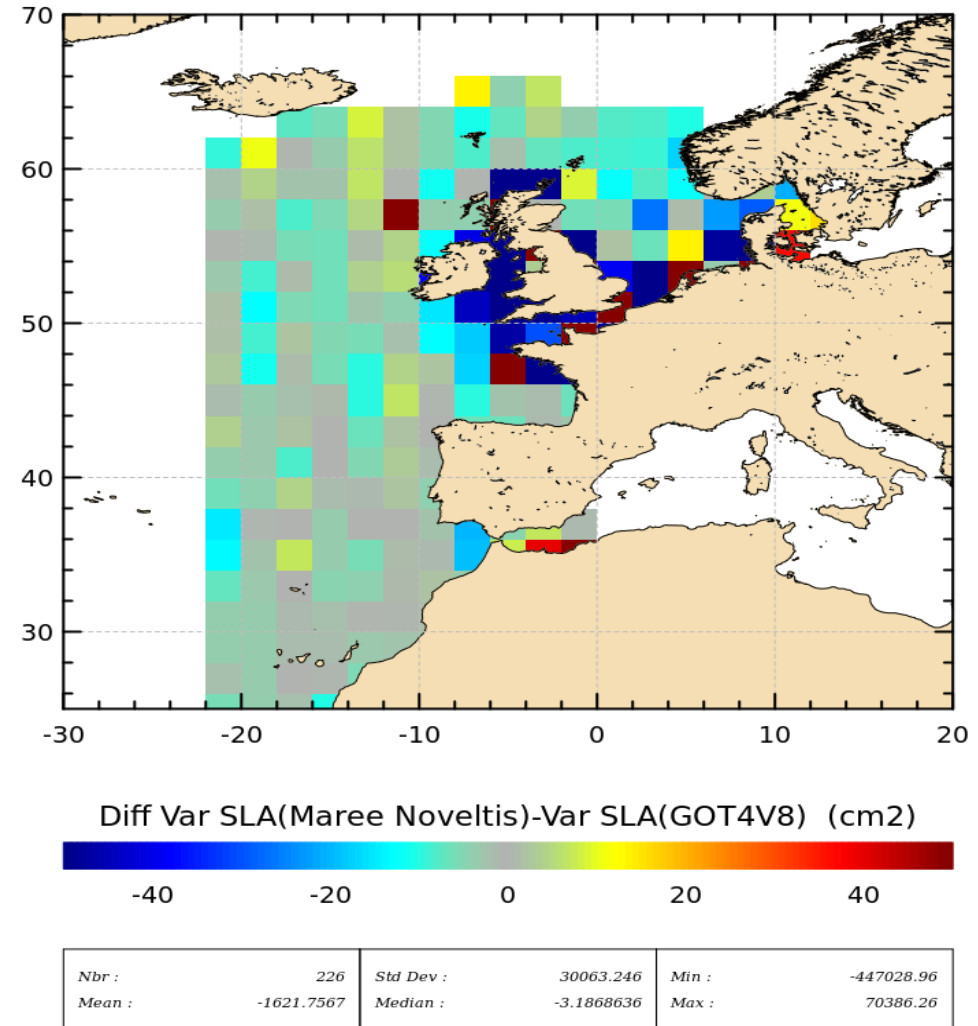 70
60
50
40
30
-30 -20 -10 0 10 20
Diff Var SLA(Maree Noveltis)-Var SLA(GOT4V8) (cm2)
-40 -20 0 20 40
Nbr : 226 Std Dev : 30063.246 Min : -447028.96
Mean : -1621.7567 Median : -3.1868636 Max : 70386.26